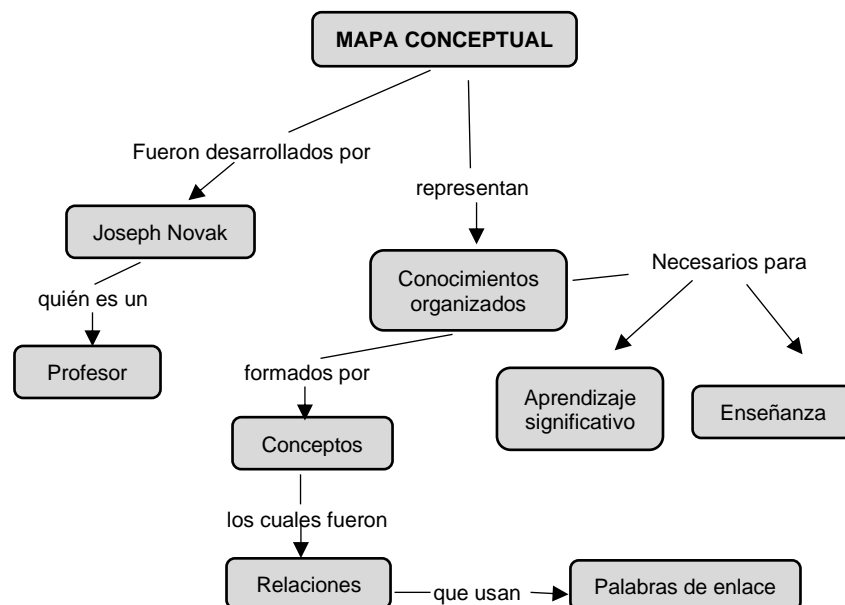 MAPA CONCEPTUAL
Fueron desarrollados por
representan
Joseph Novak
Necesarios para
Conocimientos
organizados
quién es un
Profesor
formados por
Aprendizaje
significativo
Enseñanza
Conceptos
los cuales fueron
Relaciones
que usan
Palabras de enlace